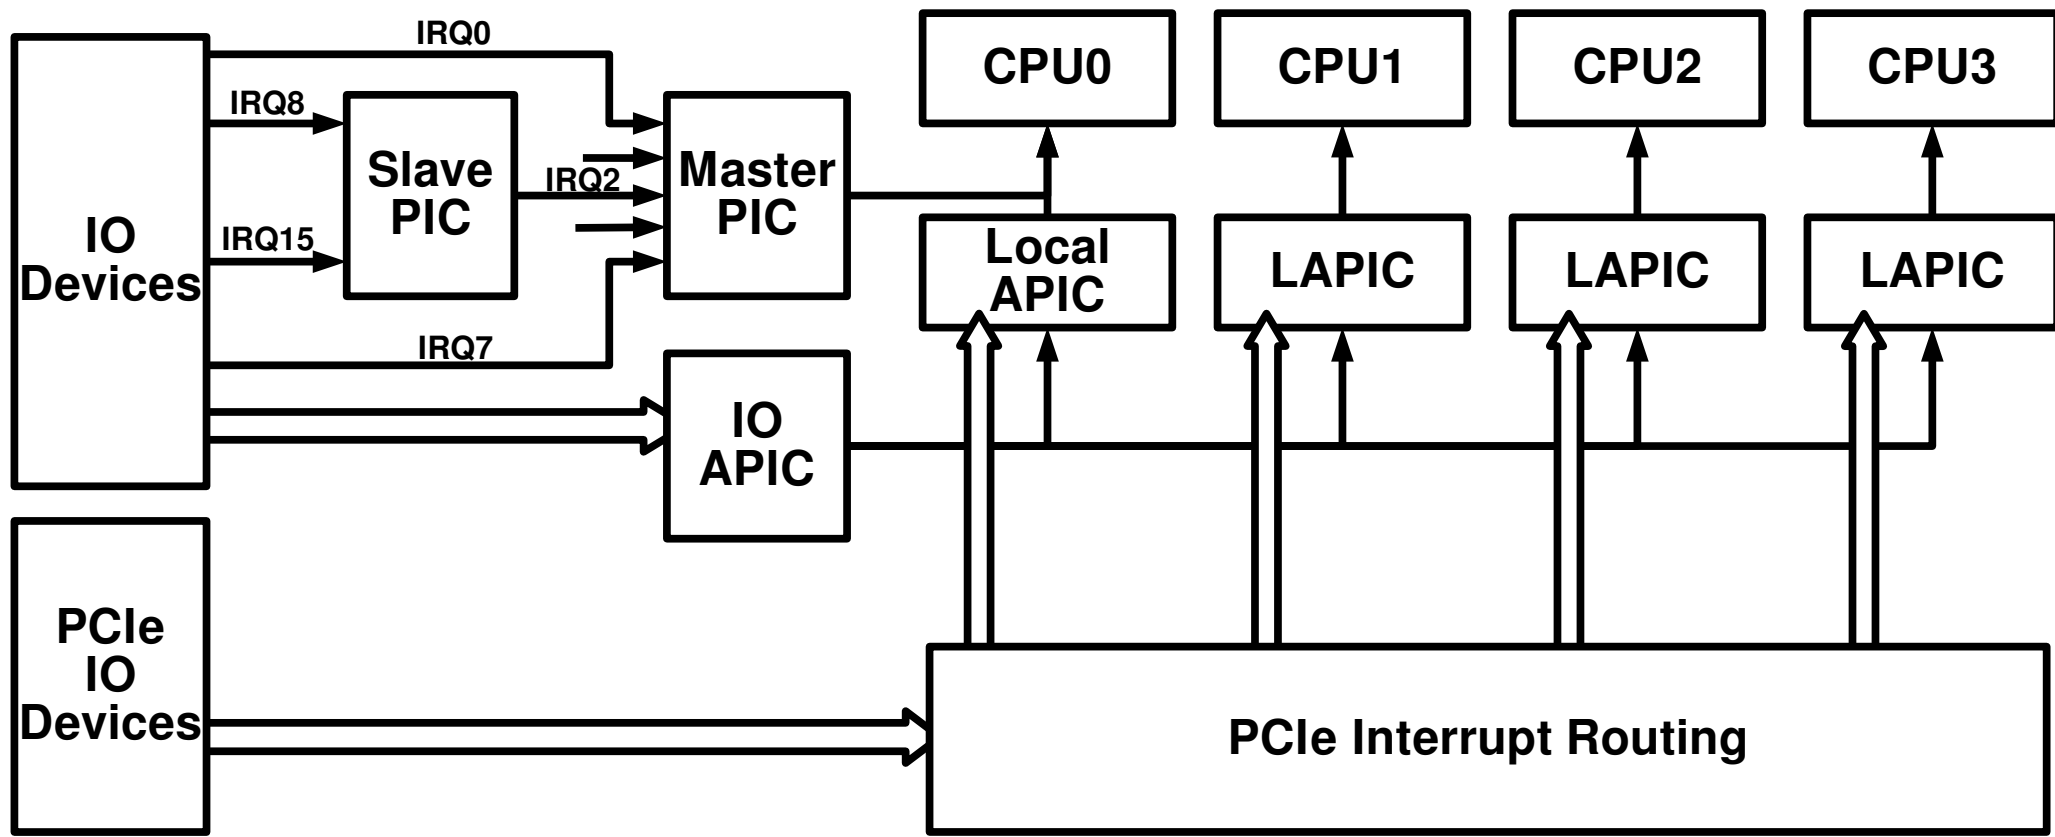 IRQ0
IRQ8
IRQ15
IRQ7
IRQ2
IO
Devices
Slave
PIC
Master
PIC
IO
APIC
CPU0
CPU1
CPU2
CPU3
Local
APIC
LAPIC
LAPIC
LAPIC
PCIe
IO
Devices
PCIe Interrupt Routing